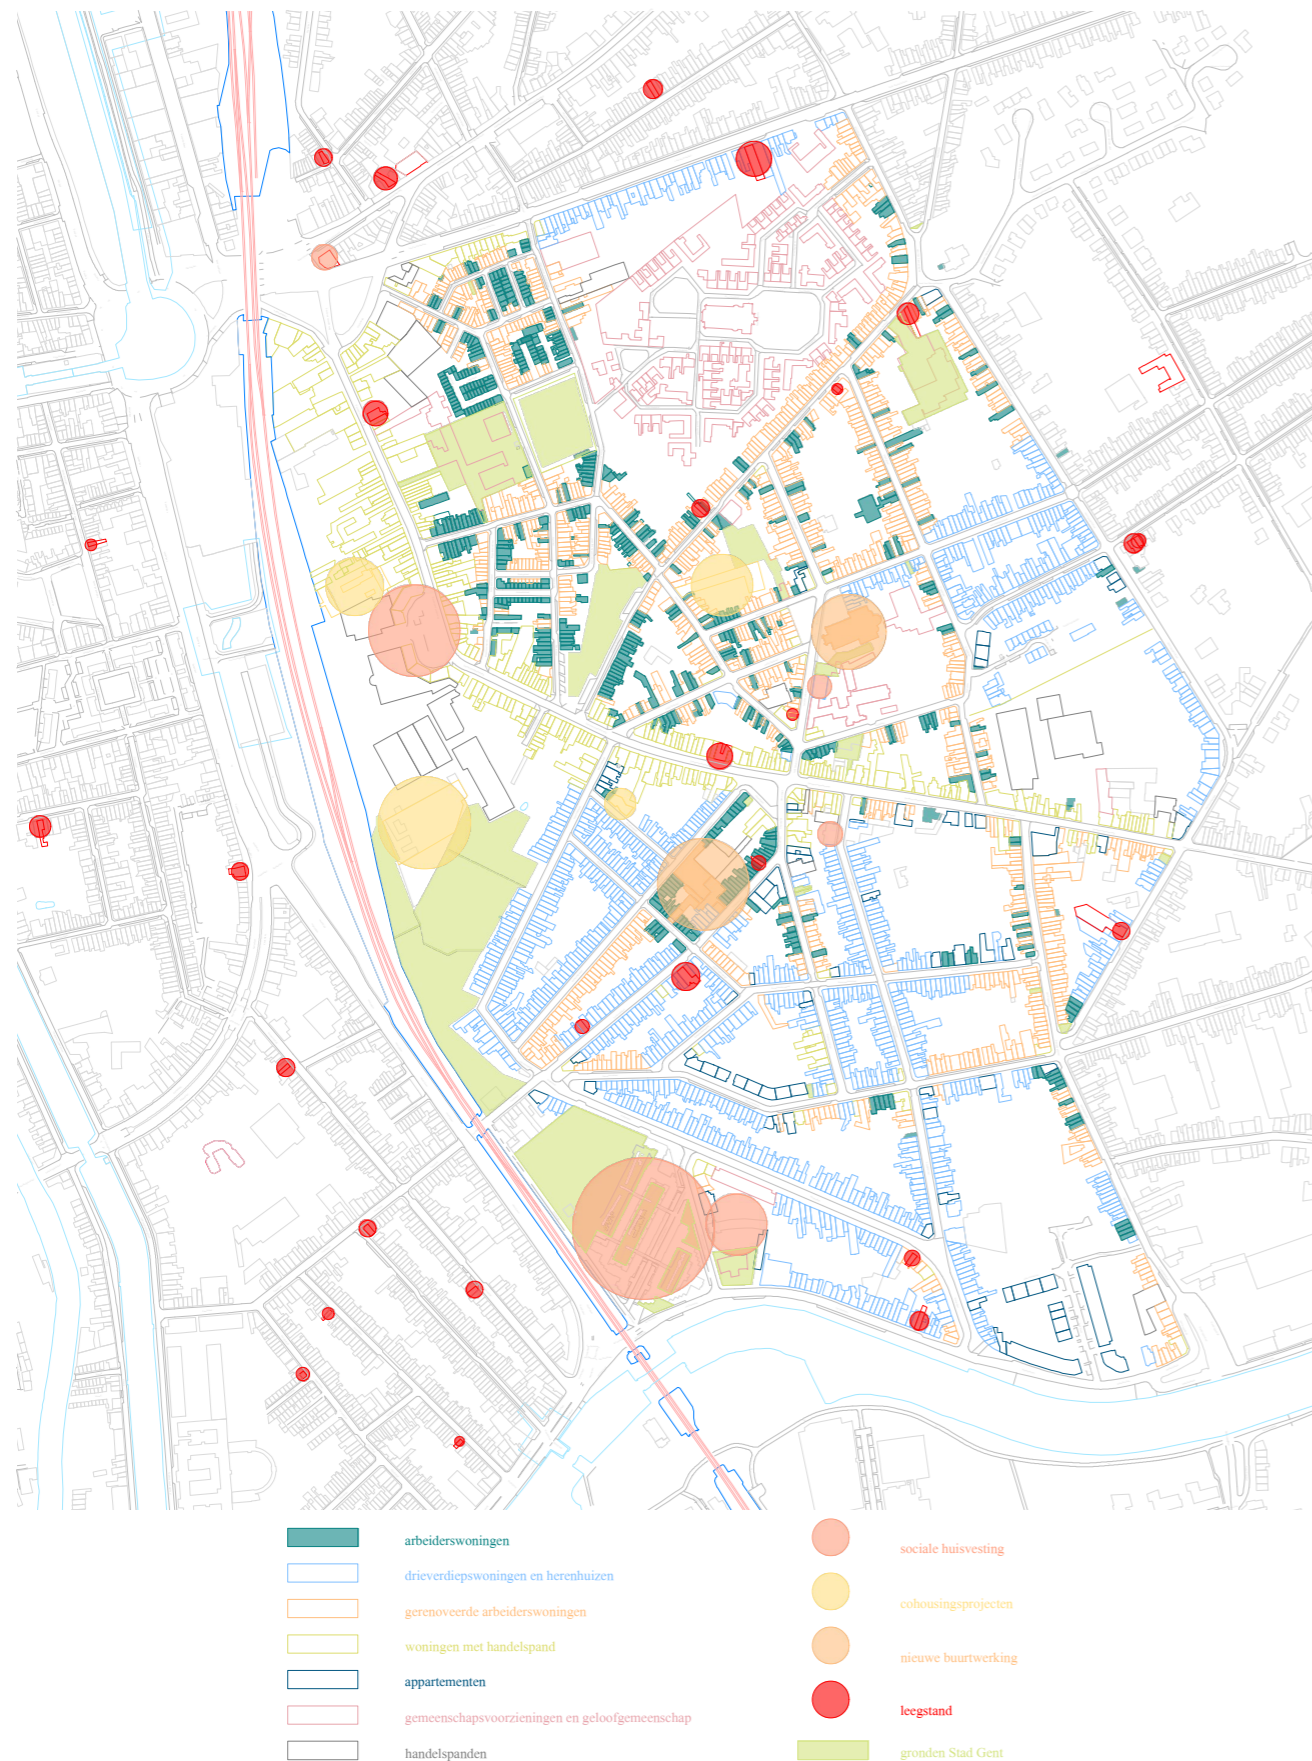 arbeiderswoningen
drieverdiepswoningen en herenhuizen
gerenoveerde arbeiderswoningen
woningen met handelspand
appartementen
gemeenschapsvoorzieningen en geloofgemeenschap
handelspanden
sociale huisvesting
cohousingsprojecten
nieuwe buurtwerking
leegstand
gronden Stad Gent